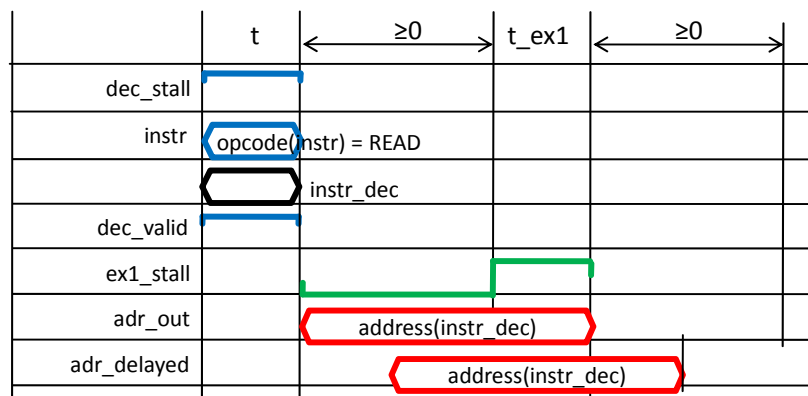 t ≥0 t_ex1 ≥0
dec_stall
instr opcode(instr) = READ
instr_dec
dec_valid
ex1_stall
adr_out address(instr_dec)
adr_delayed address(instr_dec)